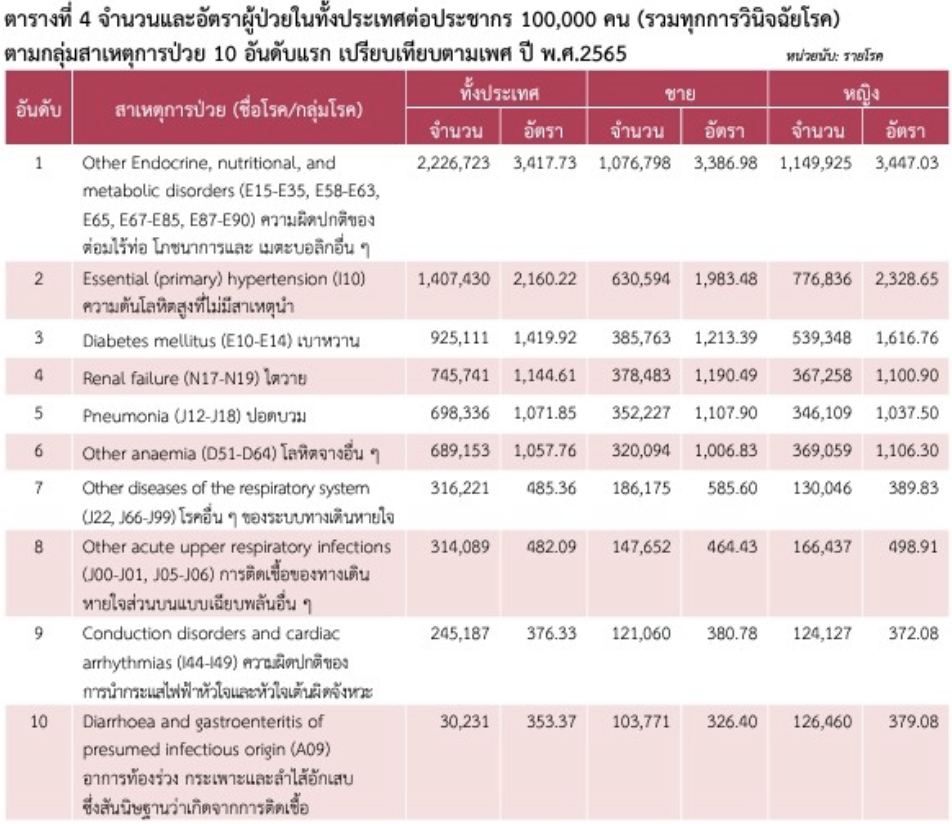 ตารางที่ 4 จำนวนและอัตราผู้ป่วยในทั้งประเทศต่อประชากร 100,000 คน (รวมทุกการวินิจฉัยโรค)
ตามกลุ่มสาเหตุการป่วย 10 อันดับแรก เปรียบเทียบตามเพศ ปี พ.ศ.2565 หน่วยนับ: รายโรค
อันดับ สาเหตุการป่วย (ชื่อโรค/กลุ่มโรค) ทั้งประเทศ ชาย หญิง
จำนวน อัตรา จำนวน อัตรา จำนวน อัตรา
1 Other Endocrine, nutritional, and 2,226,723 3,417.73 1,076,798 3,386.98 1,149,925 3,447.03
metabolic disorders (E15-E35, E58-E63,
E65, E67-E85, E87-E90) ความผิดปกติของ
ต่อมไร้ท่อ โภชนาการและ เมตะบอลิกอื่น ๆ
2 Essential (primary) hypertension (I10) 1,407,430 2,160.22 630,594 1,983.48 776,836 2,328.65
ความดันโลหิตสูงที่ไม่มีสาเหตุนำ
3 Diabetes mellitus (E10-E14) เบาหวาน 925,111 1,419.92 385,763 1,213.39 539,348 1,616.76
4 Renal failure (N17-N19) ไตวาย 745,741 1,144.61 378,483 1,190.49 367,258 1,100.90
5 Pneumonia (J12-J18) ปอดบวม 698,336 1,071.85 352,227 1,107.90 346,109 1,037.50
6 Other anaemia (D51-D64) โลหิตจางอื่น ๆ 689,153 1,057.76 320,094 1,006.83 369,059 1,106.30
7 Other diseases of the respiratory system 316,221 485.36 186,175 585.60 130,046 389.83
(J22, J66-J99) โรคอื่น ๆ ของระบบทางเดินหายใจ
8 Other acute upper respiratory infections 314,089 482.09 147,652 464.43 166,437 498.91
(J00-J01, J05-J06) การติดเชื้อของทางเดิน
หายใจส่วนบนแบบเฉียบพลันอื่น ๆ
9 Conduction disorders and cardiac 245,187 376.33 121,060 380.78 124,127 372.08
arrhythmias (I44-I49) ความผิดปกติของ
การนำกระแสไฟฟ้าหัวใจและหัวใจเต้นผิดจังหวะ
10 Diarrhoea and gastroenteritis of 30,231 353.37 103,771 326.40 126,460 379.08
presumed infectious origin (A09)
อาการท้องร่วง กระเพาะและลำไส้อักเสบ
ซึ่งสันนิษฐานว่าเกิดจากการติดเชื้อ